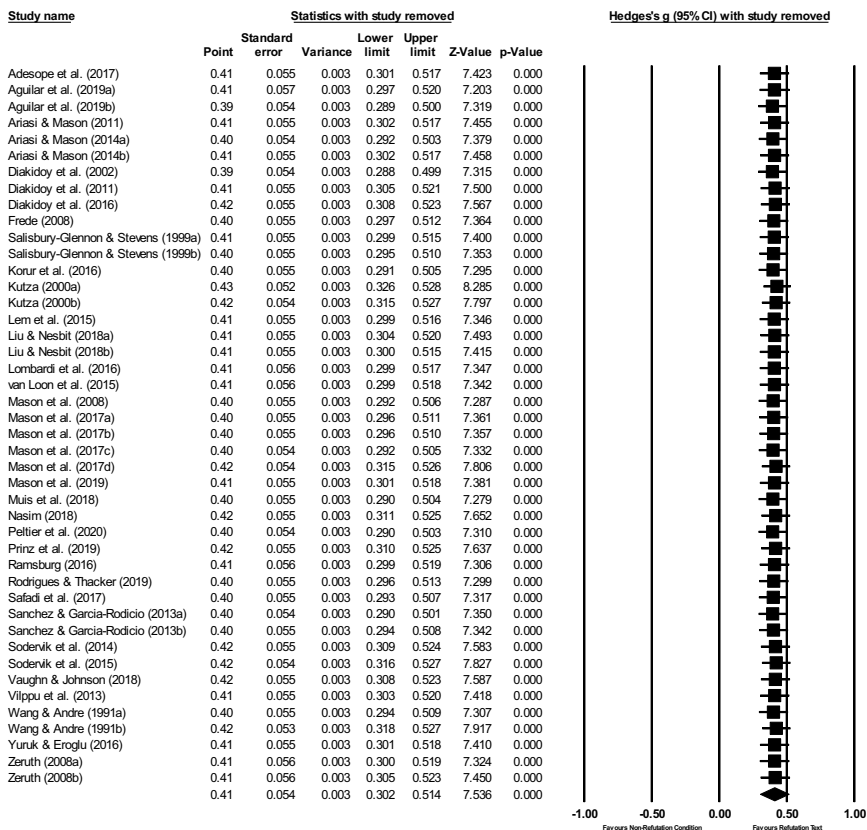 Study name Statistics with study removed Hedges's g (95% CI) with study removed
Standard Lower Upper
Point error Variance limit limit Z-Value p-Value
Adesope et al. (2017) 0.41 0.055 0.003 0.301 0.517 7.423 0.000
Aguilar et al. (2019a) 0.41 0.057 0.003 0.297 0.520 7.203 0.000
Aguilar et al. (2019b) 0.39 0.054 0.003 0.289 0.500 7.319 0.000
Ariasi & Mason (2011) 0.41 0.055 0.003 0.302 0.517 7.455 0.000
Ariasi & Mason (2014a) 0.40 0.054 0.003 0.292 0.503 7.379 0.000
Ariasi & Mason (2014b) 0.41 0.055 0.003 0.302 0.517 7.458 0.000
Diakidoy et al. (2002) 0.39 0.054 0.003 0.288 0.499 7.315 0.000
Diakidoy et al. (2011) 0.41 0.055 0.003 0.305 0.521 7.500 0.000
Diakidoy et al. (2016) 0.42 0.055 0.003 0.308 0.523 7.567 0.000
Frede (2008) 0.40 0.055 0.003 0.297 0.512 7.364 0.000
Salisbury-Glennon & Stevens (1999a) 0.41 0.055 0.003 0.299 0.515 7.400 0.000
Salisbury-Glennon & Stevens (1999b) 0.40 0.055 0.003 0.295 0.510 7.353 0.000
Korur et al. (2016) 0.40 0.055 0.003 0.291 0.505 7.295 0.000
Kutza (2000a) 0.43 0.052 0.003 0.326 0.528 8.285 0.000
Kutza (2000b) 0.42 0.054 0.003 0.315 0.527 7.797 0.000
Lem et al. (2015) 0.41 0.055 0.003 0.299 0.516 7.346 0.000
Liu & Nesbit (2018a) 0.41 0.055 0.003 0.304 0.520 7.493 0.000
Liu & Nesbit (2018b) 0.41 0.055 0.003 0.300 0.515 7.415 0.000
Lombardi et al. (2016) 0.41 0.056 0.003 0.299 0.517 7.347 0.000
van Loon et al. (2015) 0.41 0.056 0.003 0.299 0.518 7.342 0.000
Mason et al. (2008) 0.40 0.055 0.003 0.292 0.506 7.287 0.000
Mason et al. (2017a) 0.40 0.055 0.003 0.296 0.511 7.361 0.000
Mason et al. (2017b) 0.40 0.055 0.003 0.296 0.510 7.357 0.000
Mason et al. (2017c) 0.40 0.054 0.003 0.292 0.505 7.332 0.000
Mason et al. (2017d) 0.42 0.054 0.003 0.315 0.526 7.806 0.000
Mason et al. (2019) 0.41 0.055 0.003 0.301 0.518 7.381 0.000
Muis et al. (2018) 0.40 0.055 0.003 0.290 0.504 7.279 0.000
Nasim (2018) 0.42 0.055 0.003 0.311 0.525 7.652 0.000
Peltier et al. (2020) 0.40 0.054 0.003 0.290 0.503 7.310 0.000
Prinz et al. (2019) 0.42 0.055 0.003 0.310 0.525 7.637 0.000
Ramsburg (2016) 0.41 0.056 0.003 0.299 0.519 7.306 0.000
Rodrigues & Thacker (2019) 0.40 0.055 0.003 0.296 0.513 7.299 0.000
Safadi et al. (2017) 0.40 0.055 0.003 0.293 0.507 7.317 0.000
Sanchez & Garcia-Rodicio (2013a) 0.40 0.054 0.003 0.290 0.501 7.350 0.000
Sanchez & Garcia-Rodicio (2013b) 0.40 0.055 0.003 0.294 0.508 7.342 0.000
Sodervik et al. (2014) 0.42 0.055 0.003 0.309 0.524 7.583 0.000
Sodervik et al. (2015) 0.42 0.054 0.003 0.316 0.527 7.827 0.000
Vaughn & Johnson (2018) 0.42 0.055 0.003 0.308 0.523 7.587 0.000
Vilppu et al. (2013) 0.41 0.055 0.003 0.303 0.520 7.418 0.000
Wang & Andre (1991a) 0.40 0.055 0.003 0.294 0.509 7.307 0.000
Wang & Andre (1991b) 0.42 0.053 0.003 0.318 0.527 7.917 0.000
Yuruk & Eroglu (2016) 0.41 0.055 0.003 0.301 0.518 7.410 0.000
Zeruth (2008a) 0.41 0.056 0.003 0.300 0.519 7.324 0.000
Zeruth (2008b) 0.41 0.056 0.003 0.305 0.523 7.450 0.000
0.41 0.054 0.003 0.302 0.514 7.536 0.000
-1.00 -0.50 0.00 0.50 1.00
Favours Non-Refutation Condition Favours Refutation Text